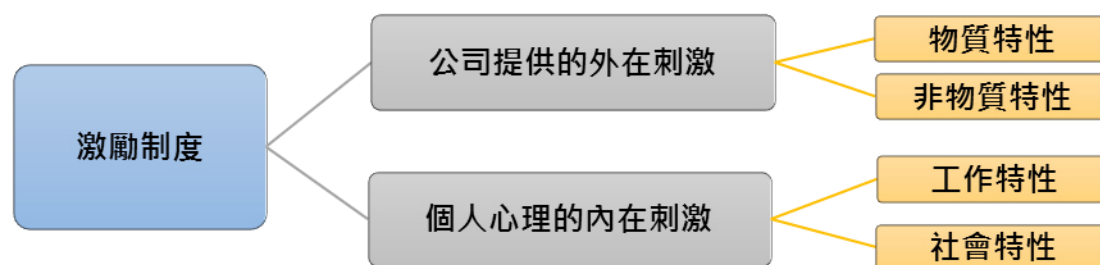 激勵制度
公司提供的外在刺激
物質特性
非物質特性
個人心理的內在刺激
工作特性
社會特性